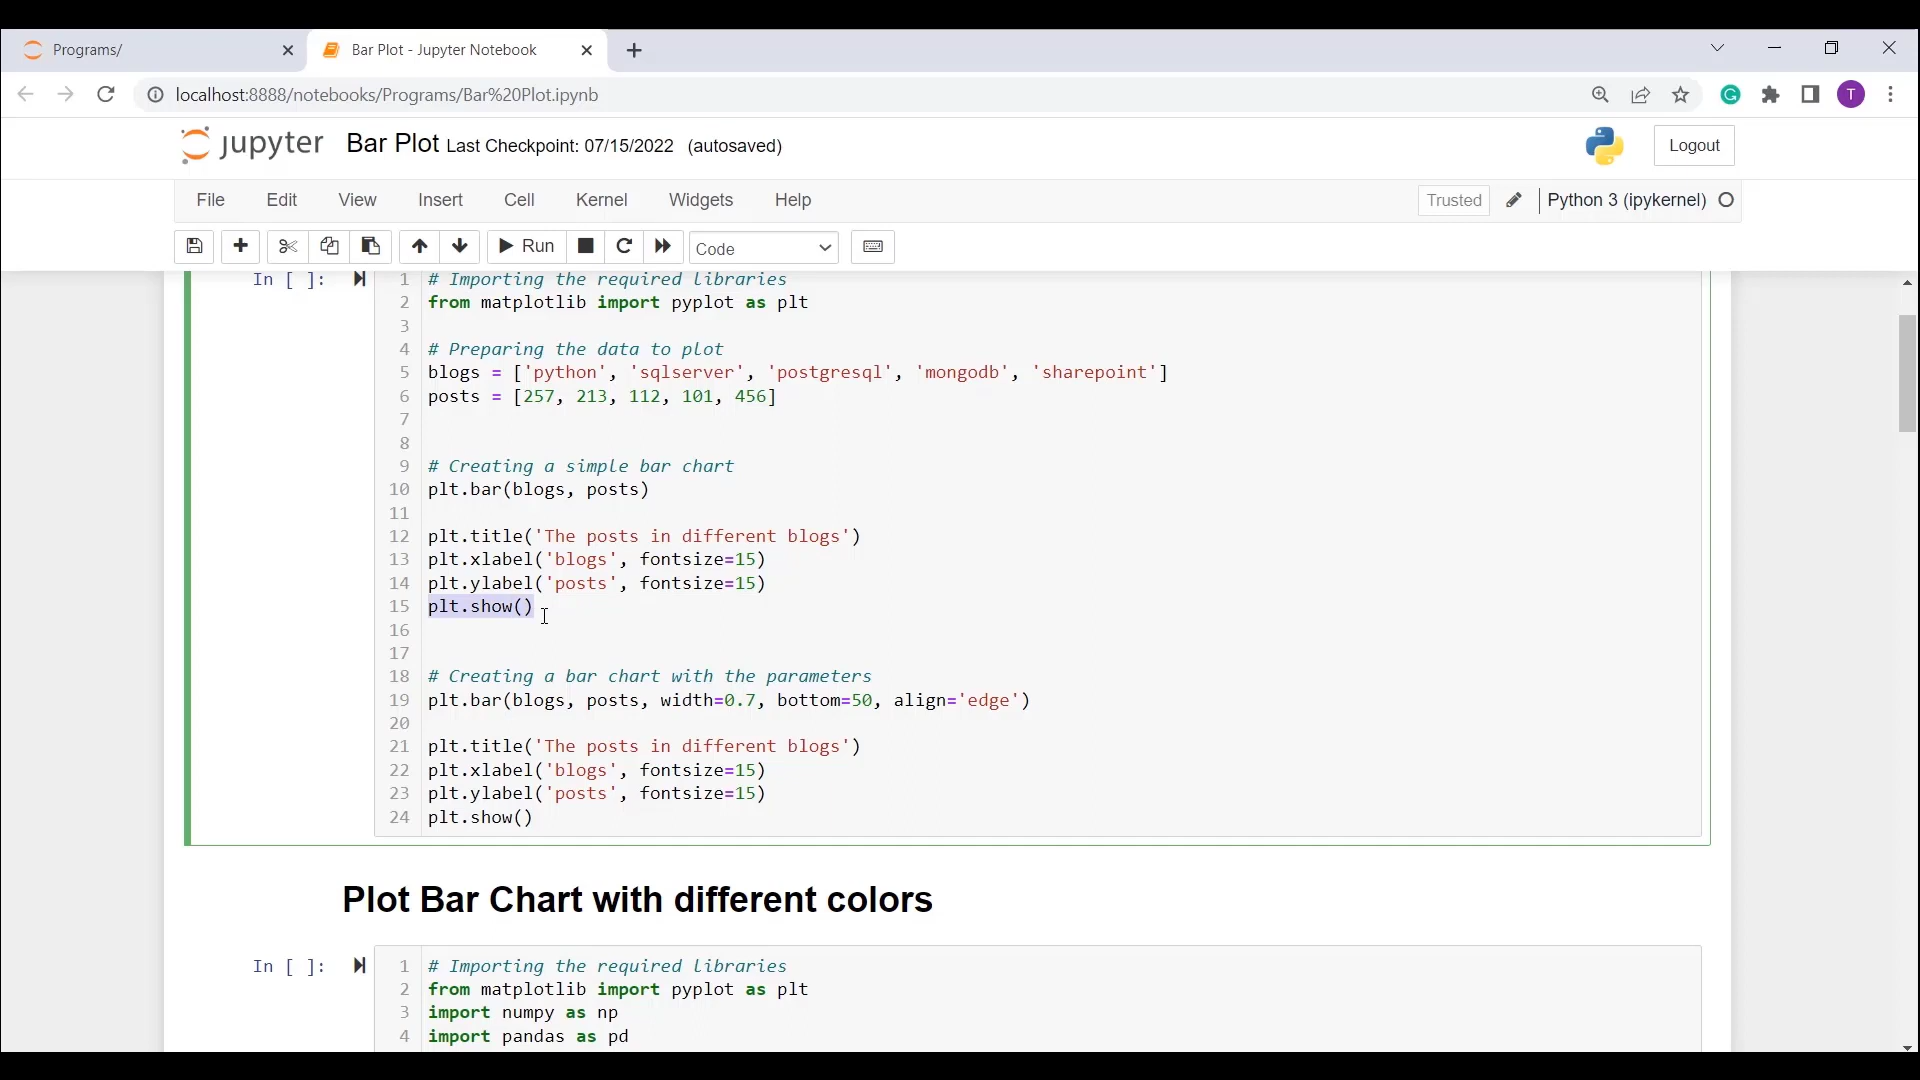 Programs/
Bar Plot - Jupyter Notebook
localhost:8888/notebooks/Programs/Bar%20Plot.ipynb
T
jupyter Bar Plot Last Checkpoint: 07/15/2022 (autosaved)
Logout
File Edit View Insert Cell Kernel Widgets Help
Trusted
Python 3 (ipykernel)
Run
Code
In [ ]:
1 # Importing the required libraries
2 from matplotlib import pyplot as plt
3
4 # Preparing the data to plot
5 blogs = ['python', 'sqlserver', 'postgresql', 'mongodb', 'sharepoint']
6 posts = [257, 213, 112, 101, 456]
7
8
9 # Creating a simple bar chart
10 plt.bar(blogs, posts)
11
12 plt.title('The posts in different blogs')
13 plt.xlabel('blogs', fontsize=15)
14 plt.ylabel('posts', fontsize=15)
15 plt.show()
16
17
18 # Creating a bar chart with the parameters
19 plt.bar(blogs, posts, width=0.7, bottom=50, align='edge')
20
21 plt.title('The posts in different blogs')
22 plt.xlabel('blogs', fontsize=15)
23 plt.ylabel('posts', fontsize=15)
24 plt.show()
Plot Bar Chart with different colors
In [ ]:
1 # Importing the required libraries
2 from matplotlib import pyplot as plt
3 import numpy as np
4 import pandas as pd